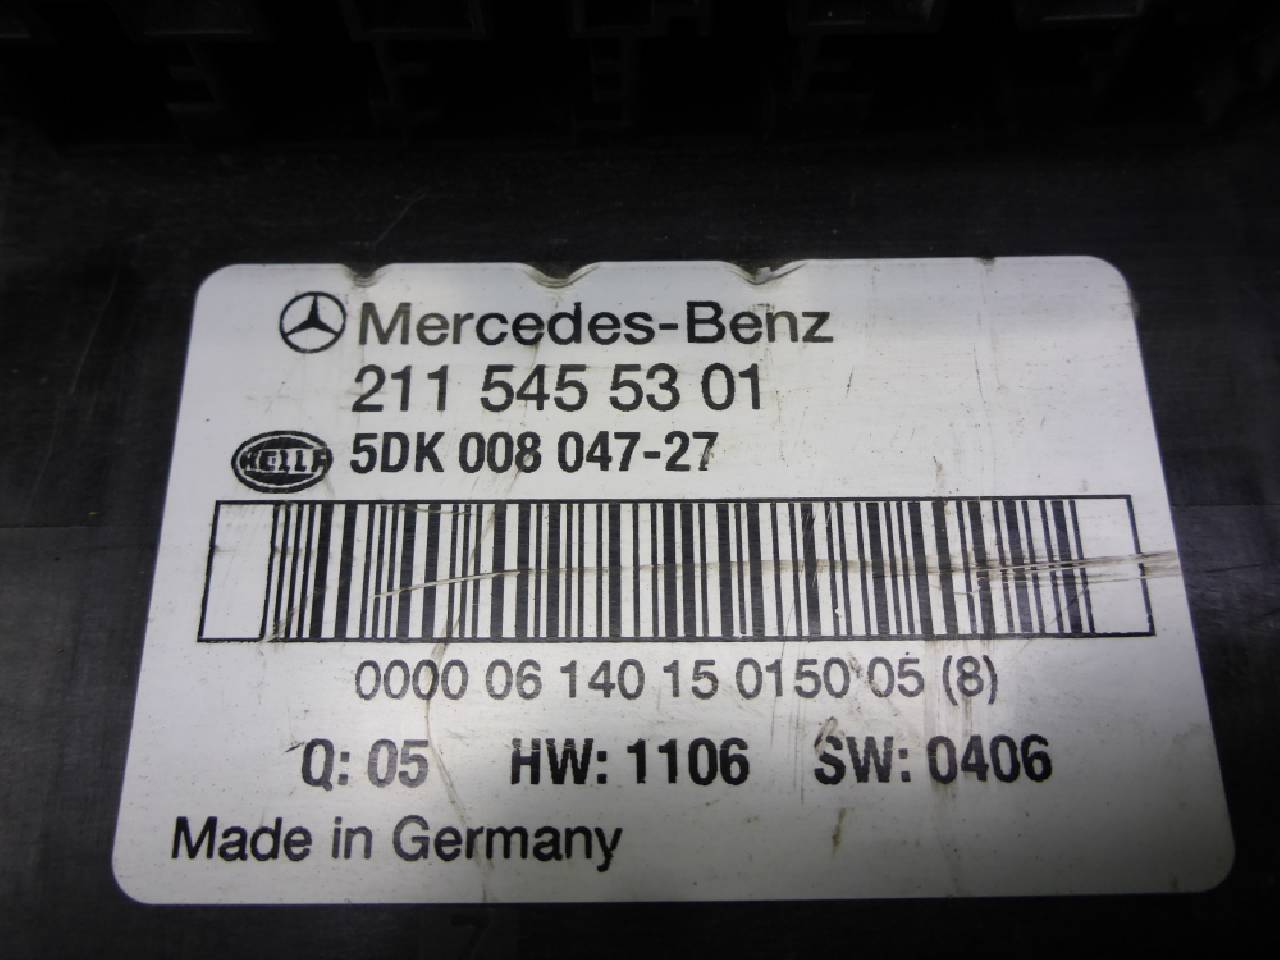 Mercedes-Benz
211 545 53 01
HELLA 5DK 008 047-27
0000 06 140 15 0150 05 (8)
Q: 05 HW: 1106 SW: 0406
Made in Germany